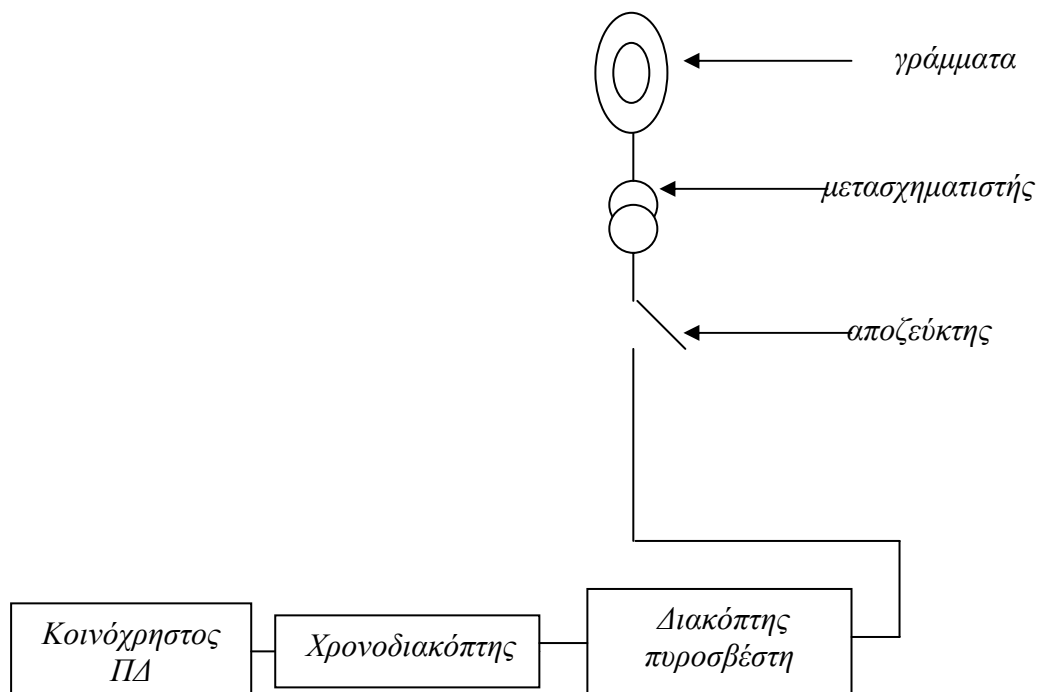 γράμματα
μετασχηματιστής
αποζεύκτης
Κοινόχρηστος
ΠΔ
Χρονοδιακόπτης
Διακόπτης
πυροσβέστη